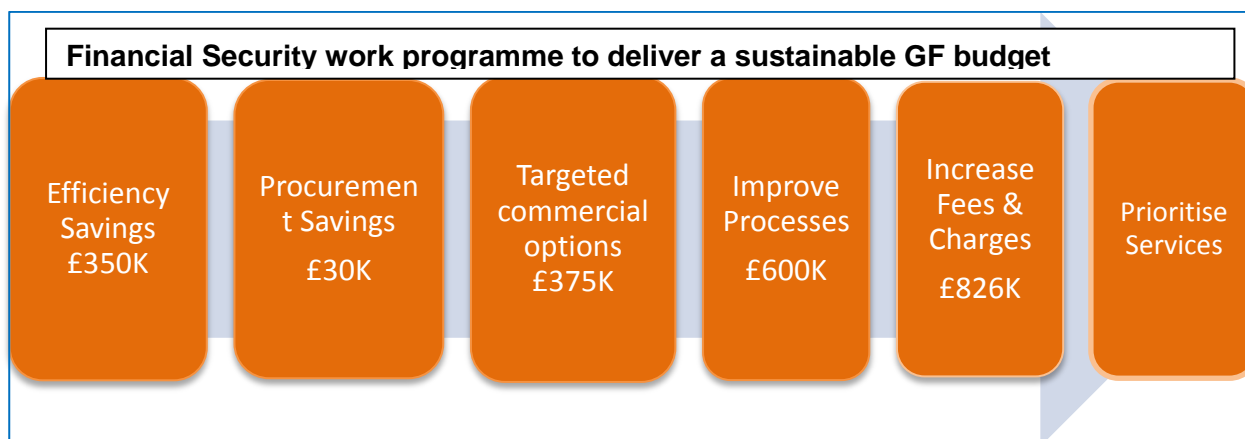 Financial Security work programme to deliver a sustainable GF budget
Efficiency
Savings
£350K
Procuremen
t Savings
£30K
Targeted
commercial
options
£375K
Improve
Processes
£600K
Increase
Fees &
Charges
£826K
Prioritise
Services